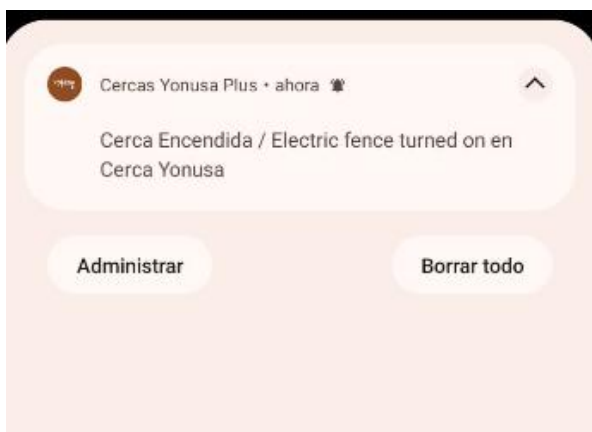 Cercas Yonusa Plus • ahora
Cerca Encendida / Electric fence turned on en
Cerca Yonusa
Administrar
Borrar todo